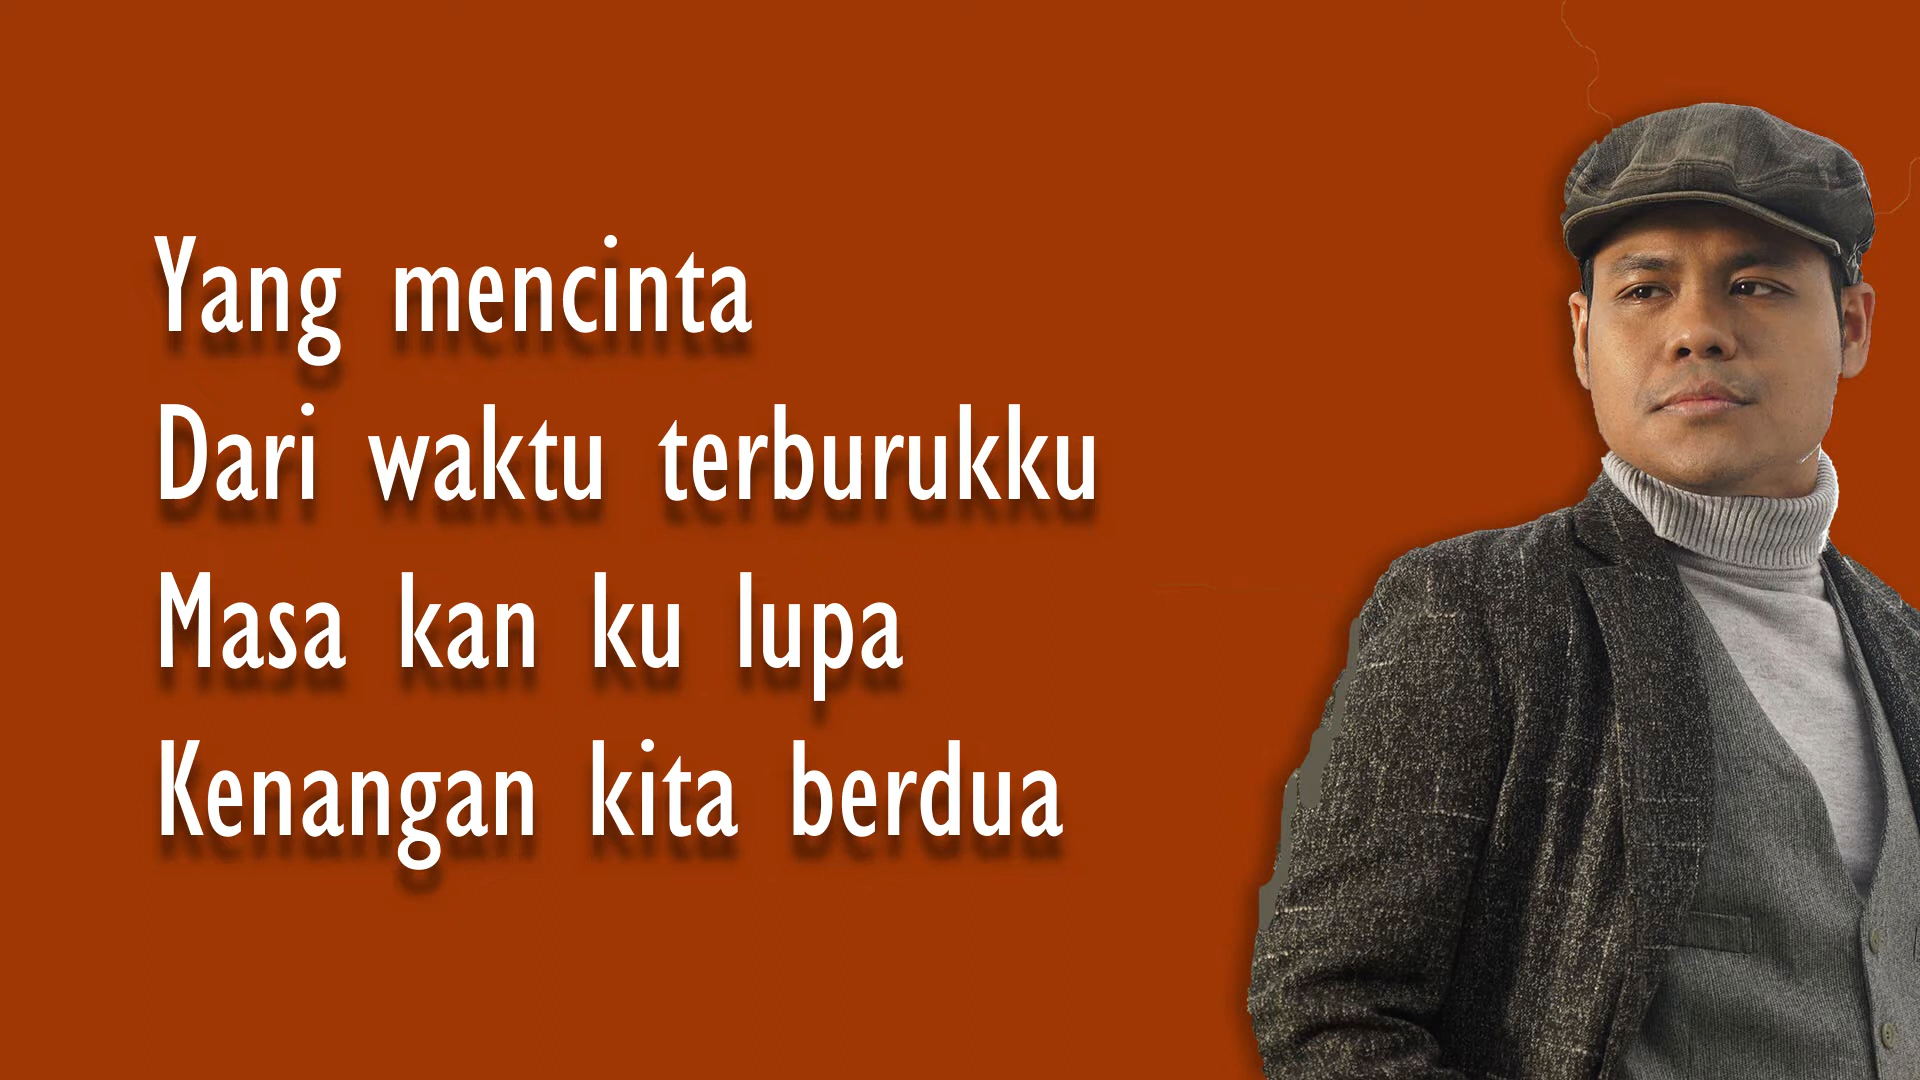 Yang mencinta
Dari waktu terburukku
Masa kan ku lupa
Kenangan kita berdua